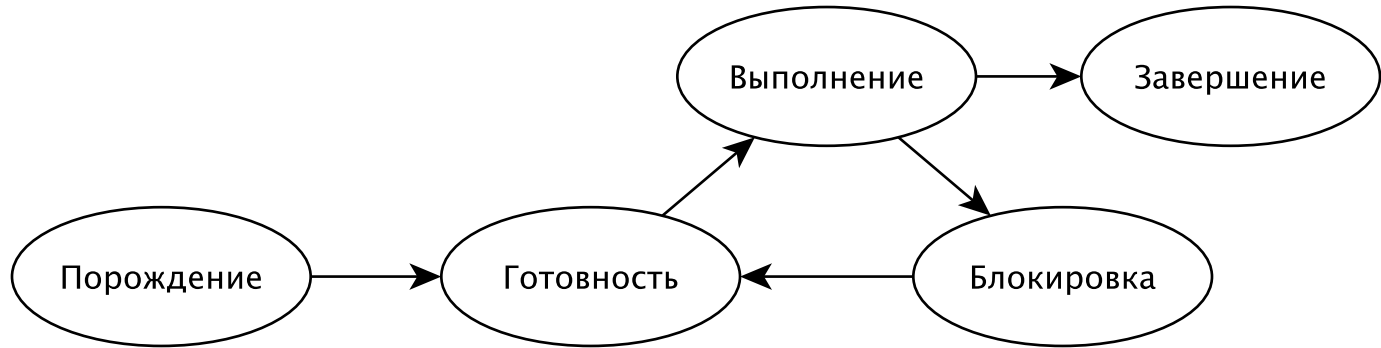 Выполнение
Завершение
Порождение
Готовность
Блокировка